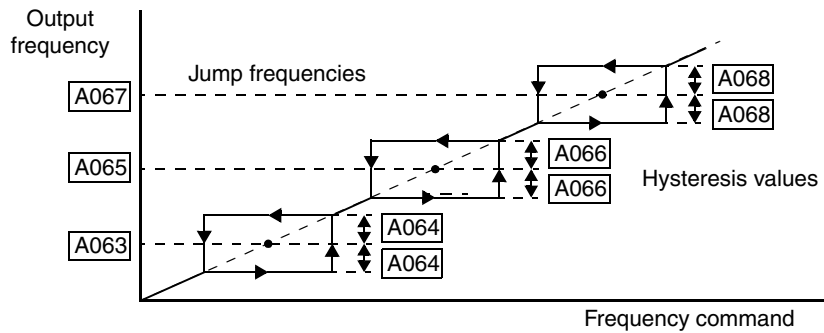 Output
frequency
Jump frequencies
A067
A068
A068
A065
A066
A066
Hysteresis values
A063
A064
A064
Frequency command